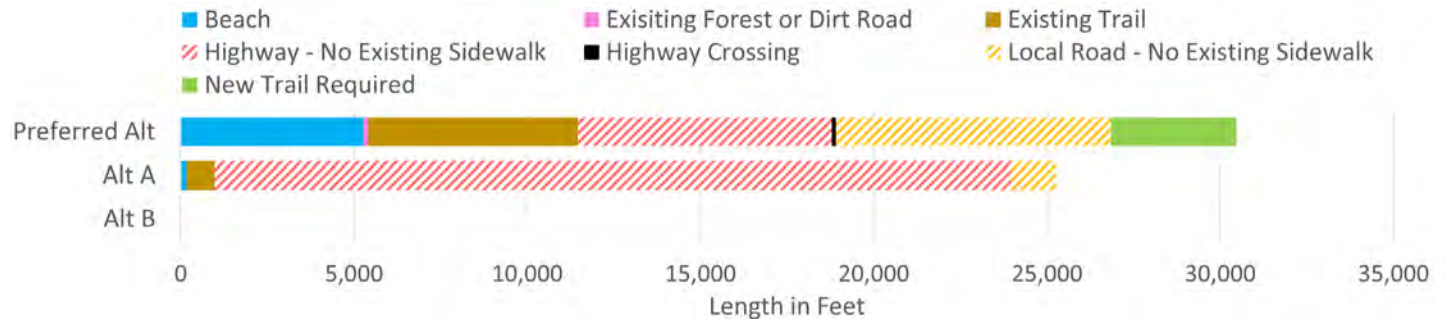 Beach Exisiting Forest or Dirt Road Existing Trail
Highway - No Existing Sidewalk Highway Crossing Local Road - No Existing Sidewalk
New Trail Required
Preferred Alt
Alt A
Alt B
0 5,000 10,000 15,000 20,000 25,000 30,000 35,000
Length in Feet